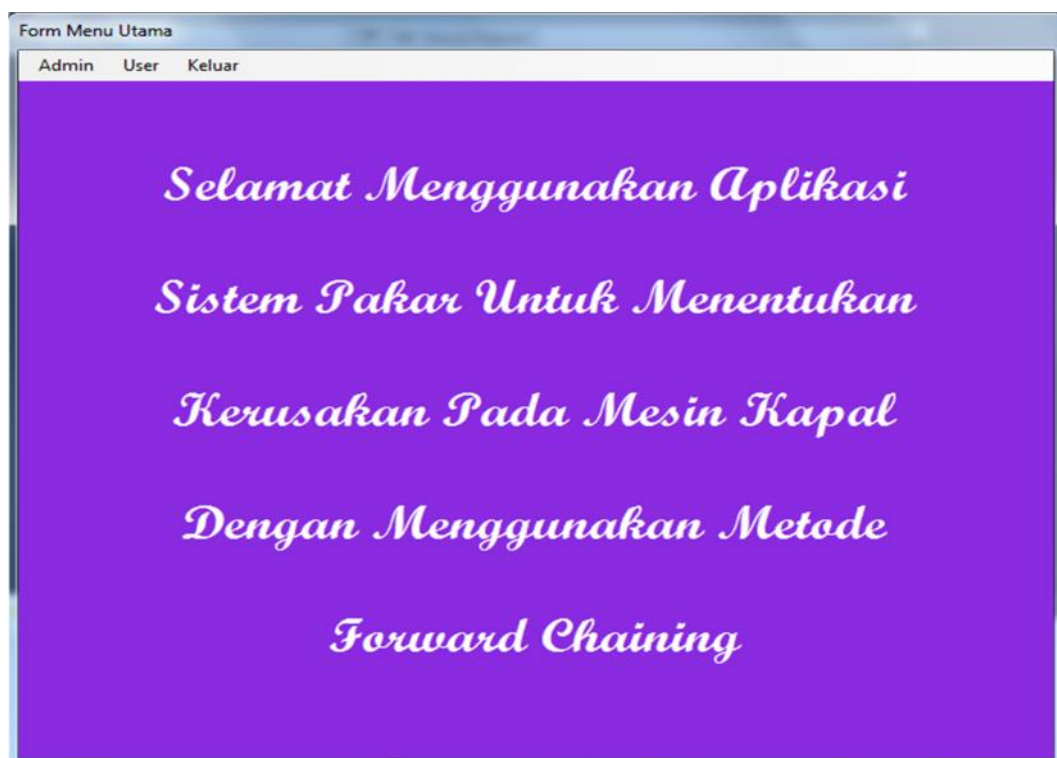 Form Menu Utama
Admin User Keluar
Selamat Menggunakan Aplikasi
Sistem Pakar Untuk Menentukan
Kerusakan Pada Mesin Kapal
Dengan Menggunakan Metode
Forward Chaining